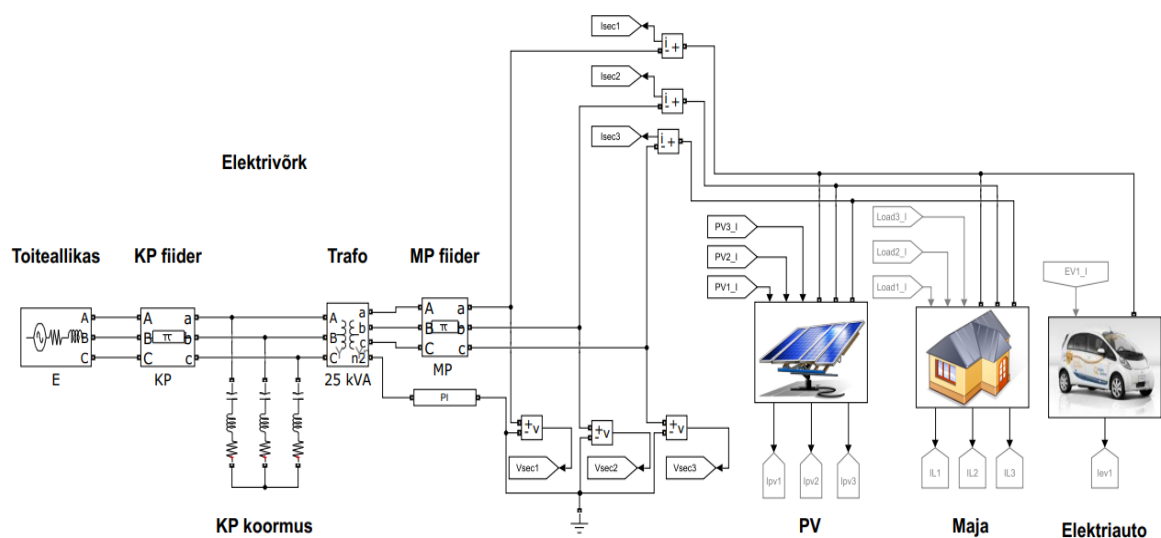 Isec1
i
+
-
Isec2
i
+
-
Isec3
i
+
-
Elektrivõrk
Toiteallikas
KP fiider
Trafo
MP fiider
PV3_I
PV2_I
PV1_I
Load3_I
Load2_I
Load1_I
EV1_I
A
B
C
E
A a
B π b
C c
KP
A a
B b
C c
n2
25 kVA
A a
B π b
C c
MP
PI
+
- v
+
- v
+
- v
Vsec1
Vsec2
Vsec3
Ipv1
Ipv2
Ipv3
IL1
IL2
IL3
Iev1
KP koormus
PV
Maja
Elektriauto